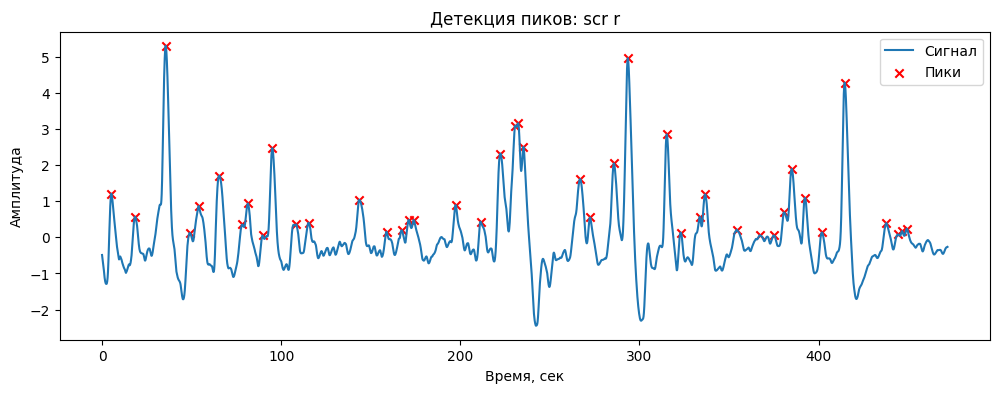 Детекция пиков: scr r
Сигнал
Пики
Амплитуда
5
4
3
2
1
0
−1
−2
0 100 200 300 400
Время, сек